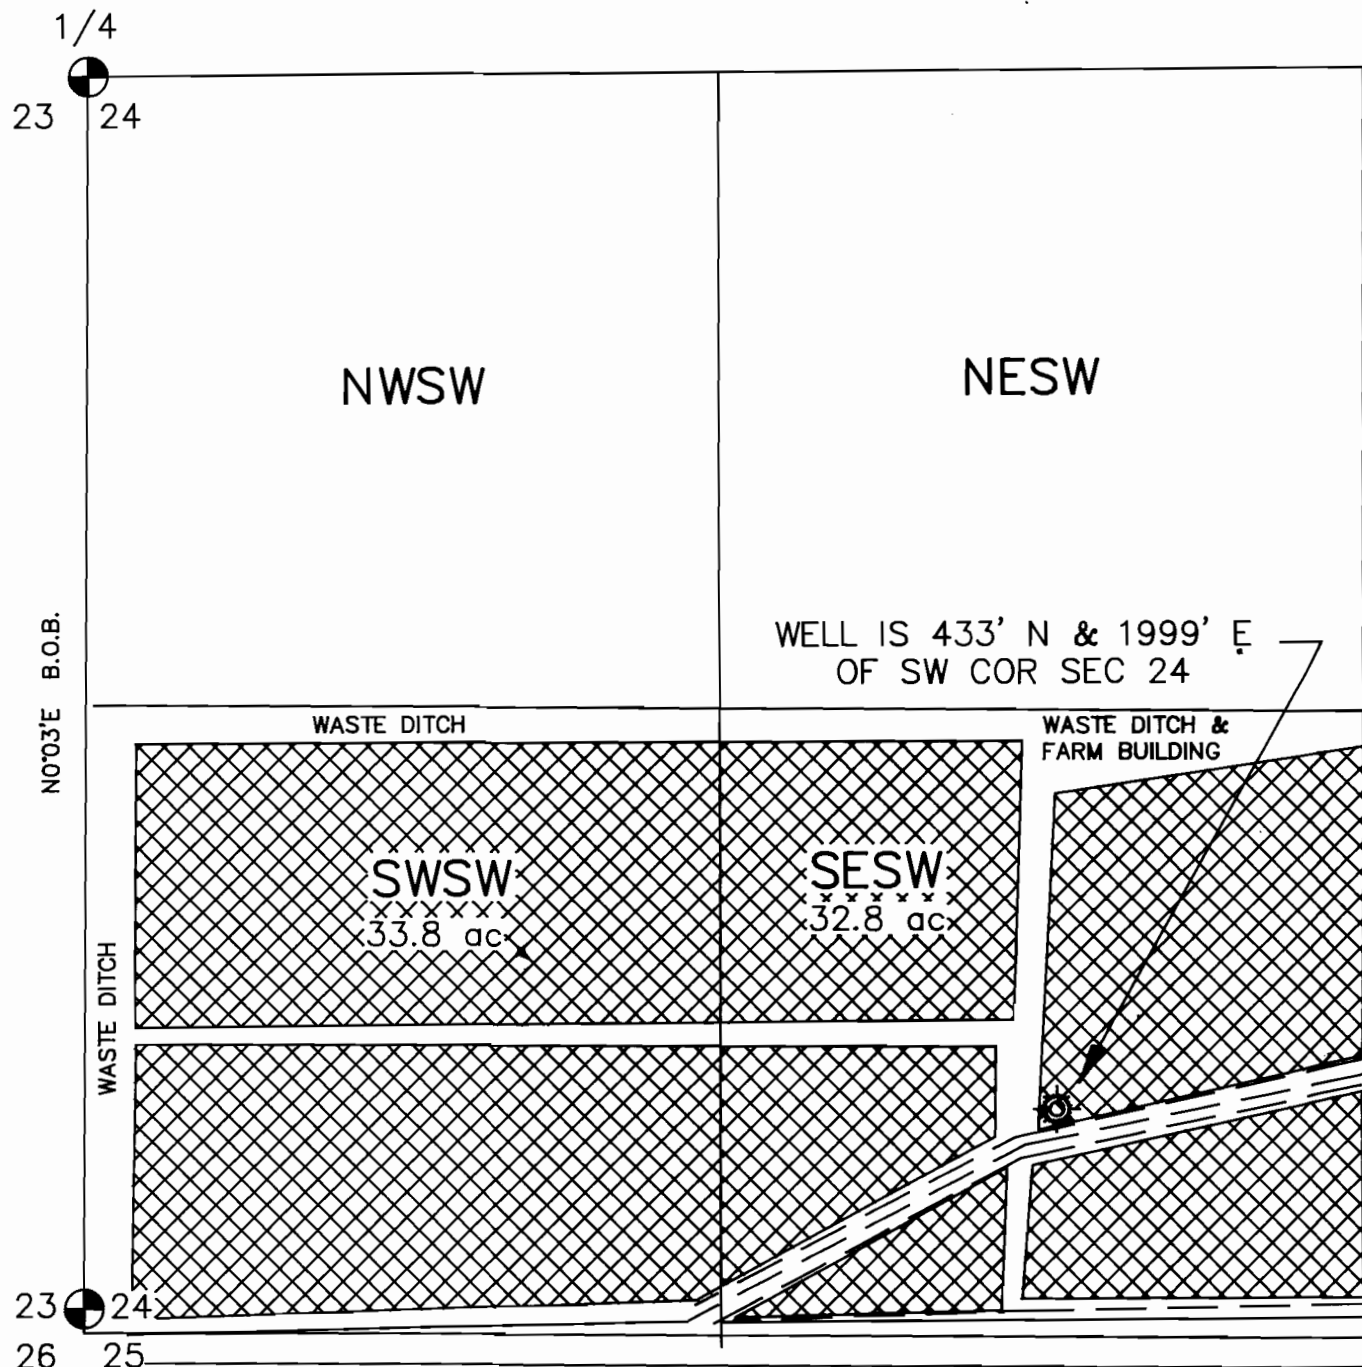 1/4
23 24
NWSW
NESW
N0°03'E B.O.B.
WELL IS 433' N & 1999' E
OF SW COR SEC 24
WASTE DITCH
WASTE DITCH &
FARM BUILDING
SWSW
33.8 ac
SESW
32.8 ac
WASTE DITCH
23 24
26 25